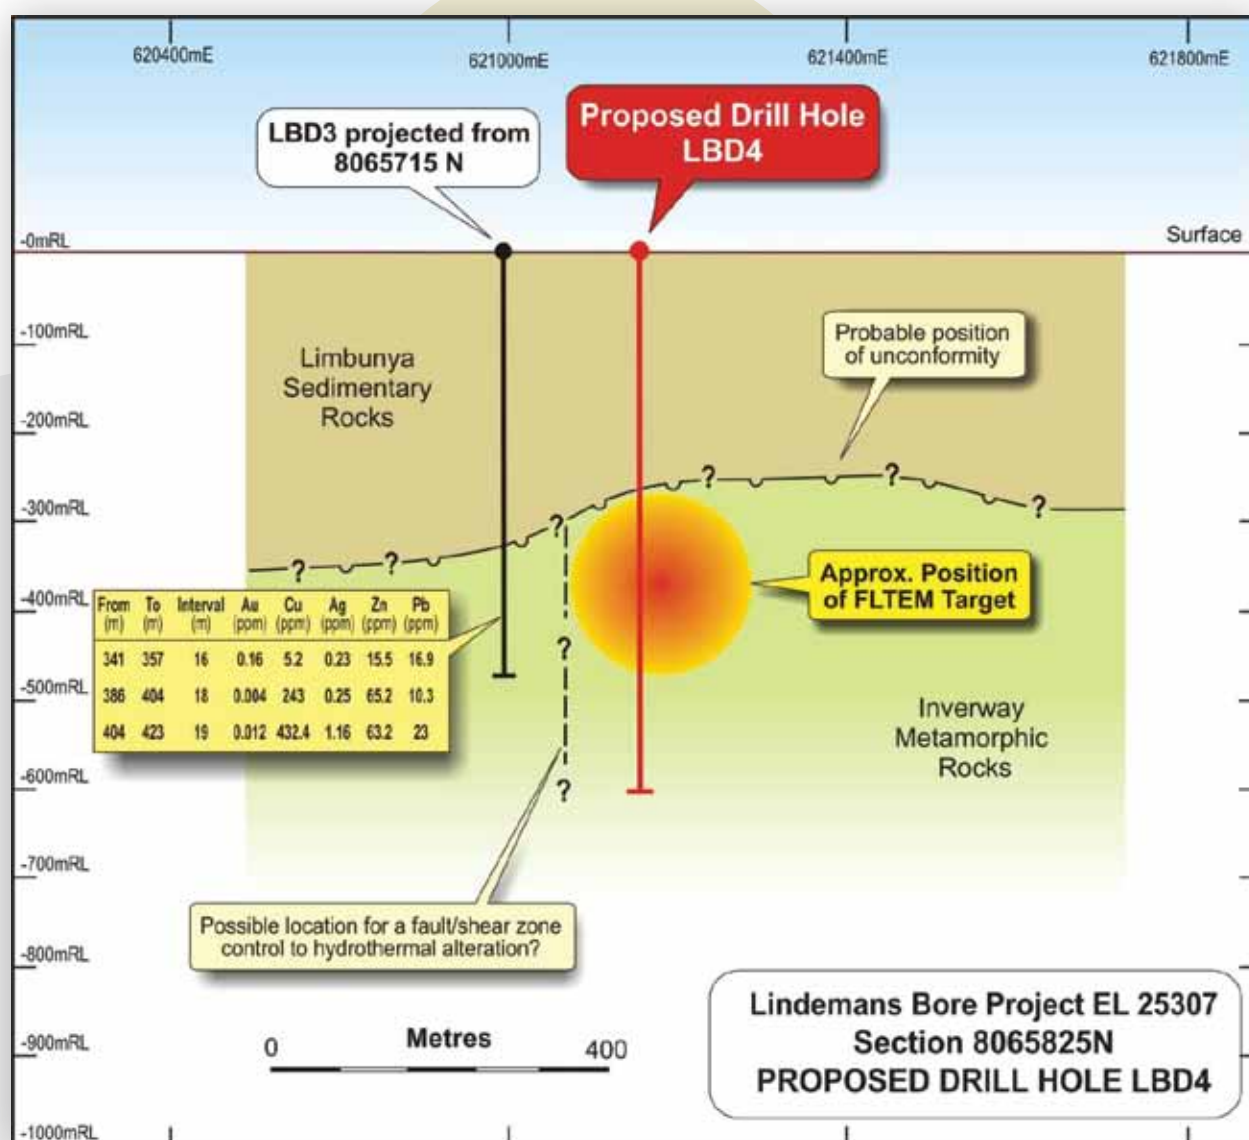 620400mE
621000mE
621400mE
621800mE
LBD3 projected from
8065715 N
Proposed Drill Hole
LBD4
-0mRL
Surface
-100mRL
Limbunya
Sedimentary
Rocks
Probable position
of unconformity
-200mRL
?
?
-300mRL
?
?
?
?
-400mRL
From To Interval Au Cu Ag Zn Pb
(m) (m) (m) (ppm) (ppm) (ppm) (ppm) (ppm)
341 357 16 0.16 5.2 0.23 15.5 16.9
386 404 18 0.004 243 0.25 65.2 10.3
404 423 19 0.012 432.4 1.16 63.2 23
Approx. Position
of FLTEM Target
?
-500mRL
Inverway
Metamorphic
Rocks
-600mRL
?
-700mRL
Possible location for a fault/shear zone
control to hydrothermal alteration?
-800mRL
-900mRL
Metres
0 400
Lindemans Bore Project EL 25307
Section 8065825N
PROPOSED DRILL HOLE LBD4
-1000mRL